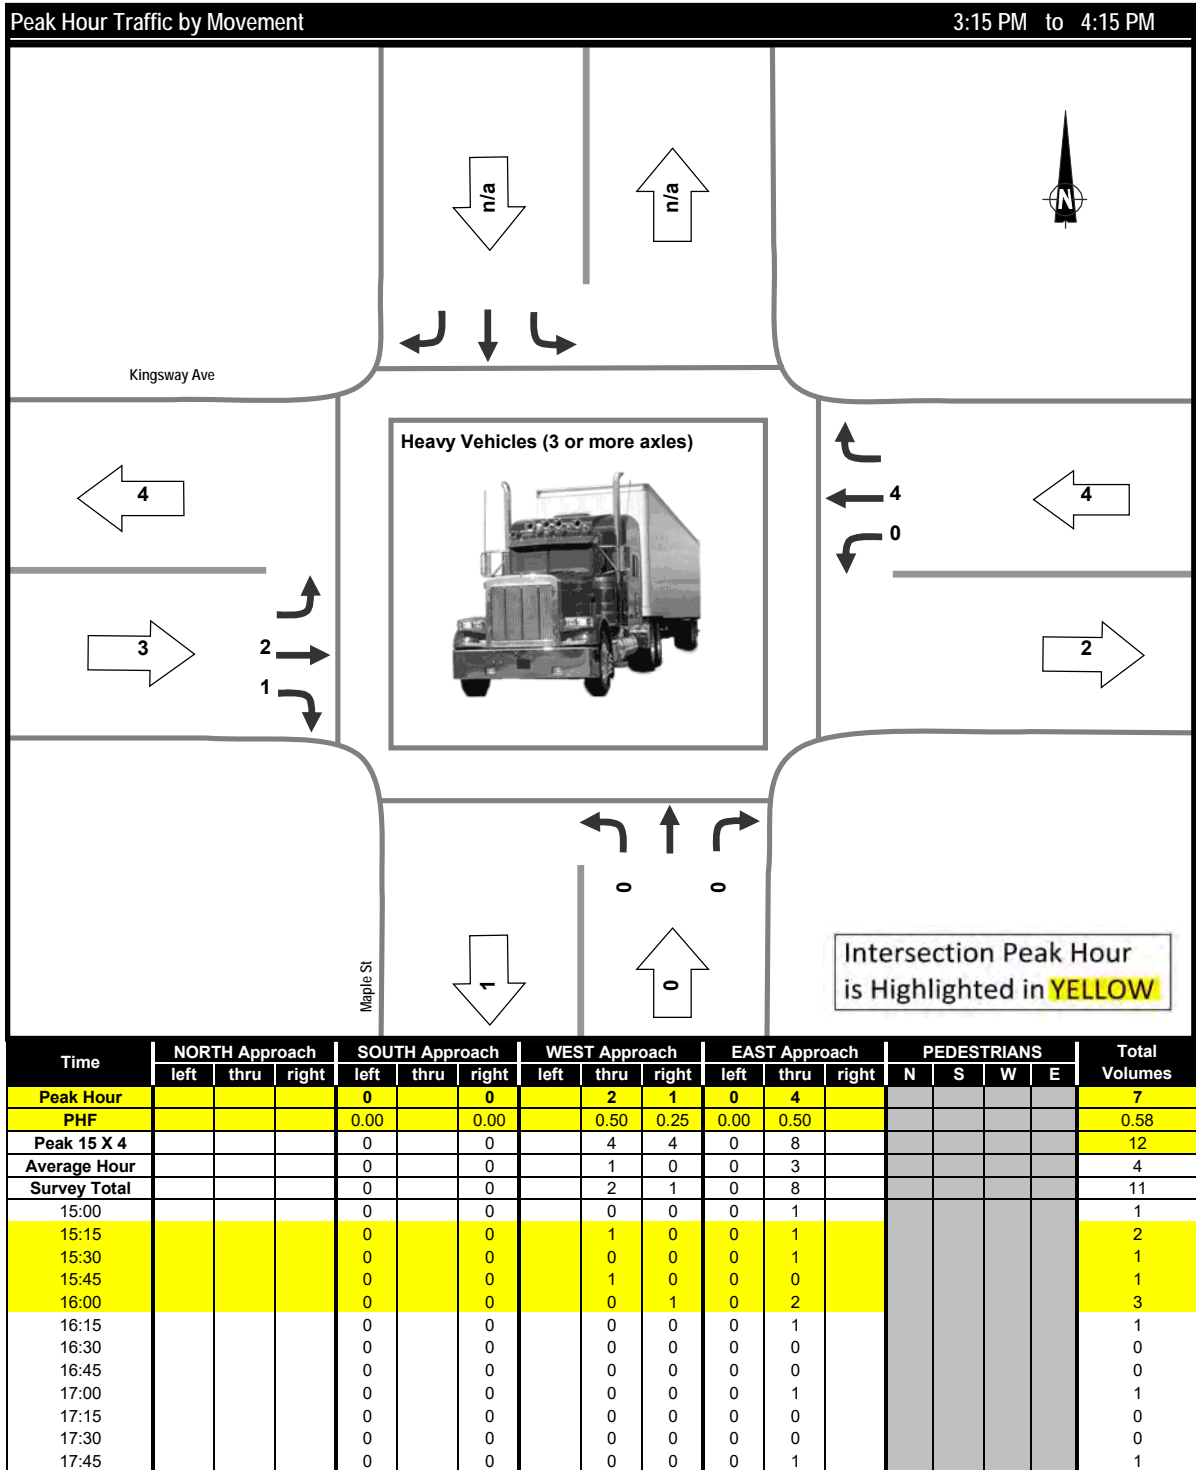 Peak Hour Traffic by Movement 3:15 PM to 4:15 PM
n/a n/a
N
Kingsway Ave
Heavy Vehicles (3 or more axles)
4 4 4
0
3 2 2
1
0 0
Maple St
1 0
Intersection Peak Hour
is Highlighted in YELLOW
Time NORTH Approach SOUTH Approach WEST Approach EAST Approach PEDESTRIANS Total Volumes
left thru right left thru right left thru right left thru right N S W E
Peak Hour 0 0 2 1 0 4 7
PHF 0.00 0.00 0.50 0.25 0.00 0.50 0.58
Peak 15 X 4 0 0 4 4 0 8 12
Average Hour 0 0 1 0 0 3 4
Survey Total 0 0 2 1 0 8 11
15:00 0 0 0 0 0 1 1
15:15 0 0 1 0 0 1 2
15:30 0 0 0 0 0 1 1
15:45 0 0 1 0 0 0 1
16:00 0 0 0 1 0 2 3
16:15 0 0 0 0 0 1 1
16:30 0 0 0 0 0 0 0
16:45 0 0 0 0 0 0 0
17:00 0 0 0 0 0 1 1
17:15 0 0 0 0 0 0 0
17:30 0 0 0 0 0 0 0
17:45 0 0 0 0 0 1 1